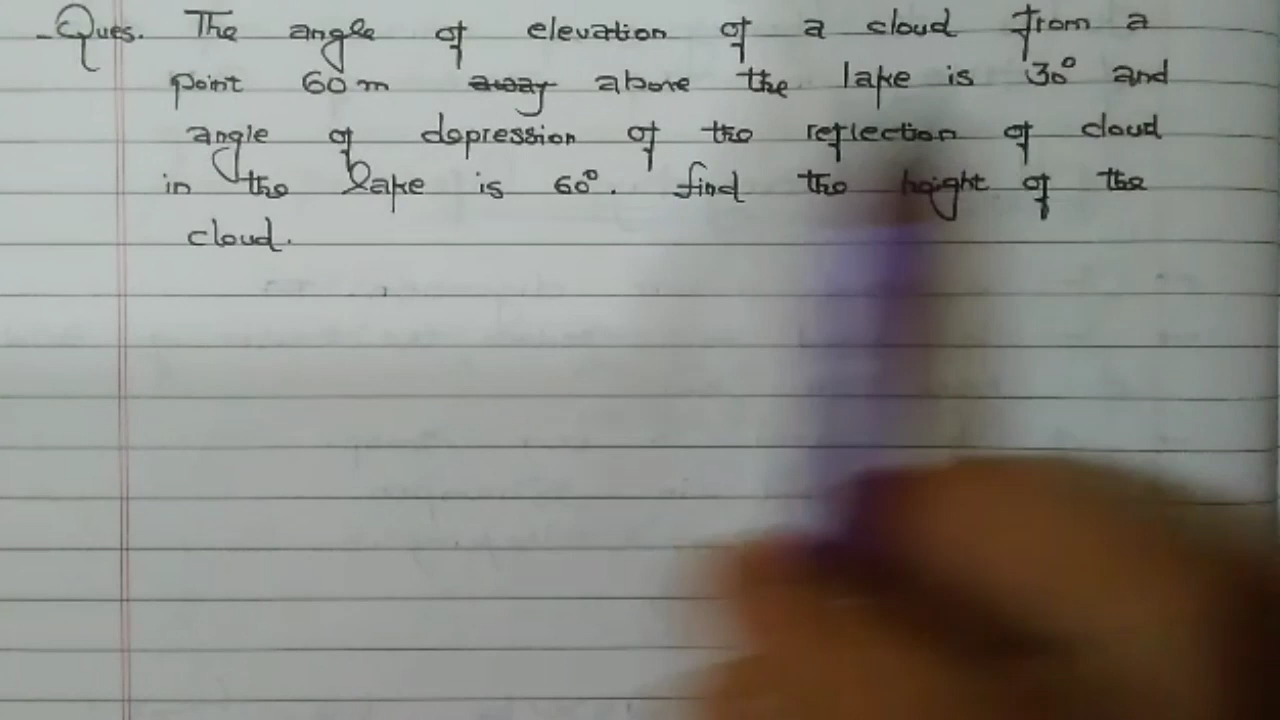 Ques. The angle of elevation of a cloud from a
point 60 m away above the lake is 30° and
angle of depression of the reflection of cloud
in the lake is 60°. find the height of the
cloud.